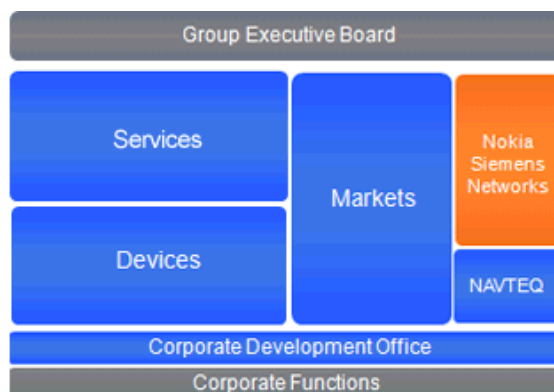 Group Executive Board
Services
Devices
Markets
Nokia
Siemens
Networks
NAVTEQ
Corporate Development Office
Corporate Functions